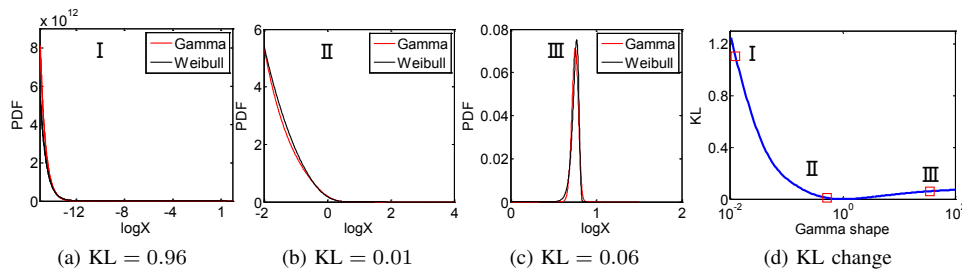 x 10^12
8
6
4
2
0
PDF
I
Gamma
Weibull
-12 -8 -4 1
logX
(a) KL = 0.96
6
4
2
0
PDF
II
Gamma
Weibull
-2 0 2 4
logX
(b) KL = 0.01
0.08
0.06
0.04
0.02
0
PDF
III
Gamma
Weibull
0 1 2
logX
(c) KL = 0.06
1.2
0.8
0.4
0
KL
I
II
III
10^-2 10^0 10^2
Gamma shape
(d) KL change